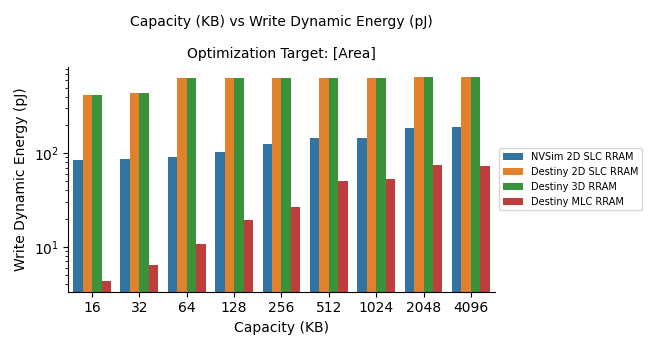 Capacity (KB) vs Write Dynamic Energy (pJ)
Optimization Target: [Area]
Write Dynamic Energy (pJ)
10²
10¹
16 32 64 128 256 512 1024 2048 4096
Capacity (KB)
NVSim 2D SLC RRAM
Destiny 2D SLC RRAM
Destiny 3D RRAM
Destiny MLC RRAM